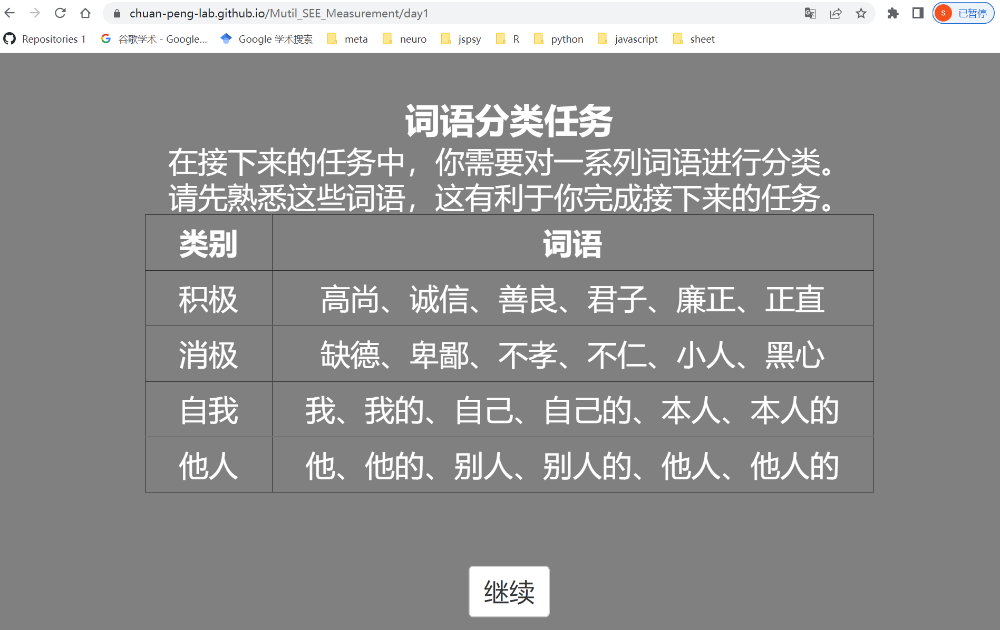 chuan-peng-lab.github.io/Mutil_SEE_Measurement/day1
S 已暂停
Repositories 1 谷歌学术 - Google... Google 学术搜索 meta neuro jspsy R python javascript sheet
词语分类任务
在接下来的任务中，你需要对一系列词语进行分类。
请先熟悉这些词语，这有利于你完成接下来的任务。
类别 词语
积极 高尚、诚信、善良、君子、廉正、正直
消极 缺德、卑鄙、不孝、不仁、小人、黑心
自我 我、我的、自己、自己的、本人、本人的
他人 他、他的、别人、别人的、他人、他人的
继续